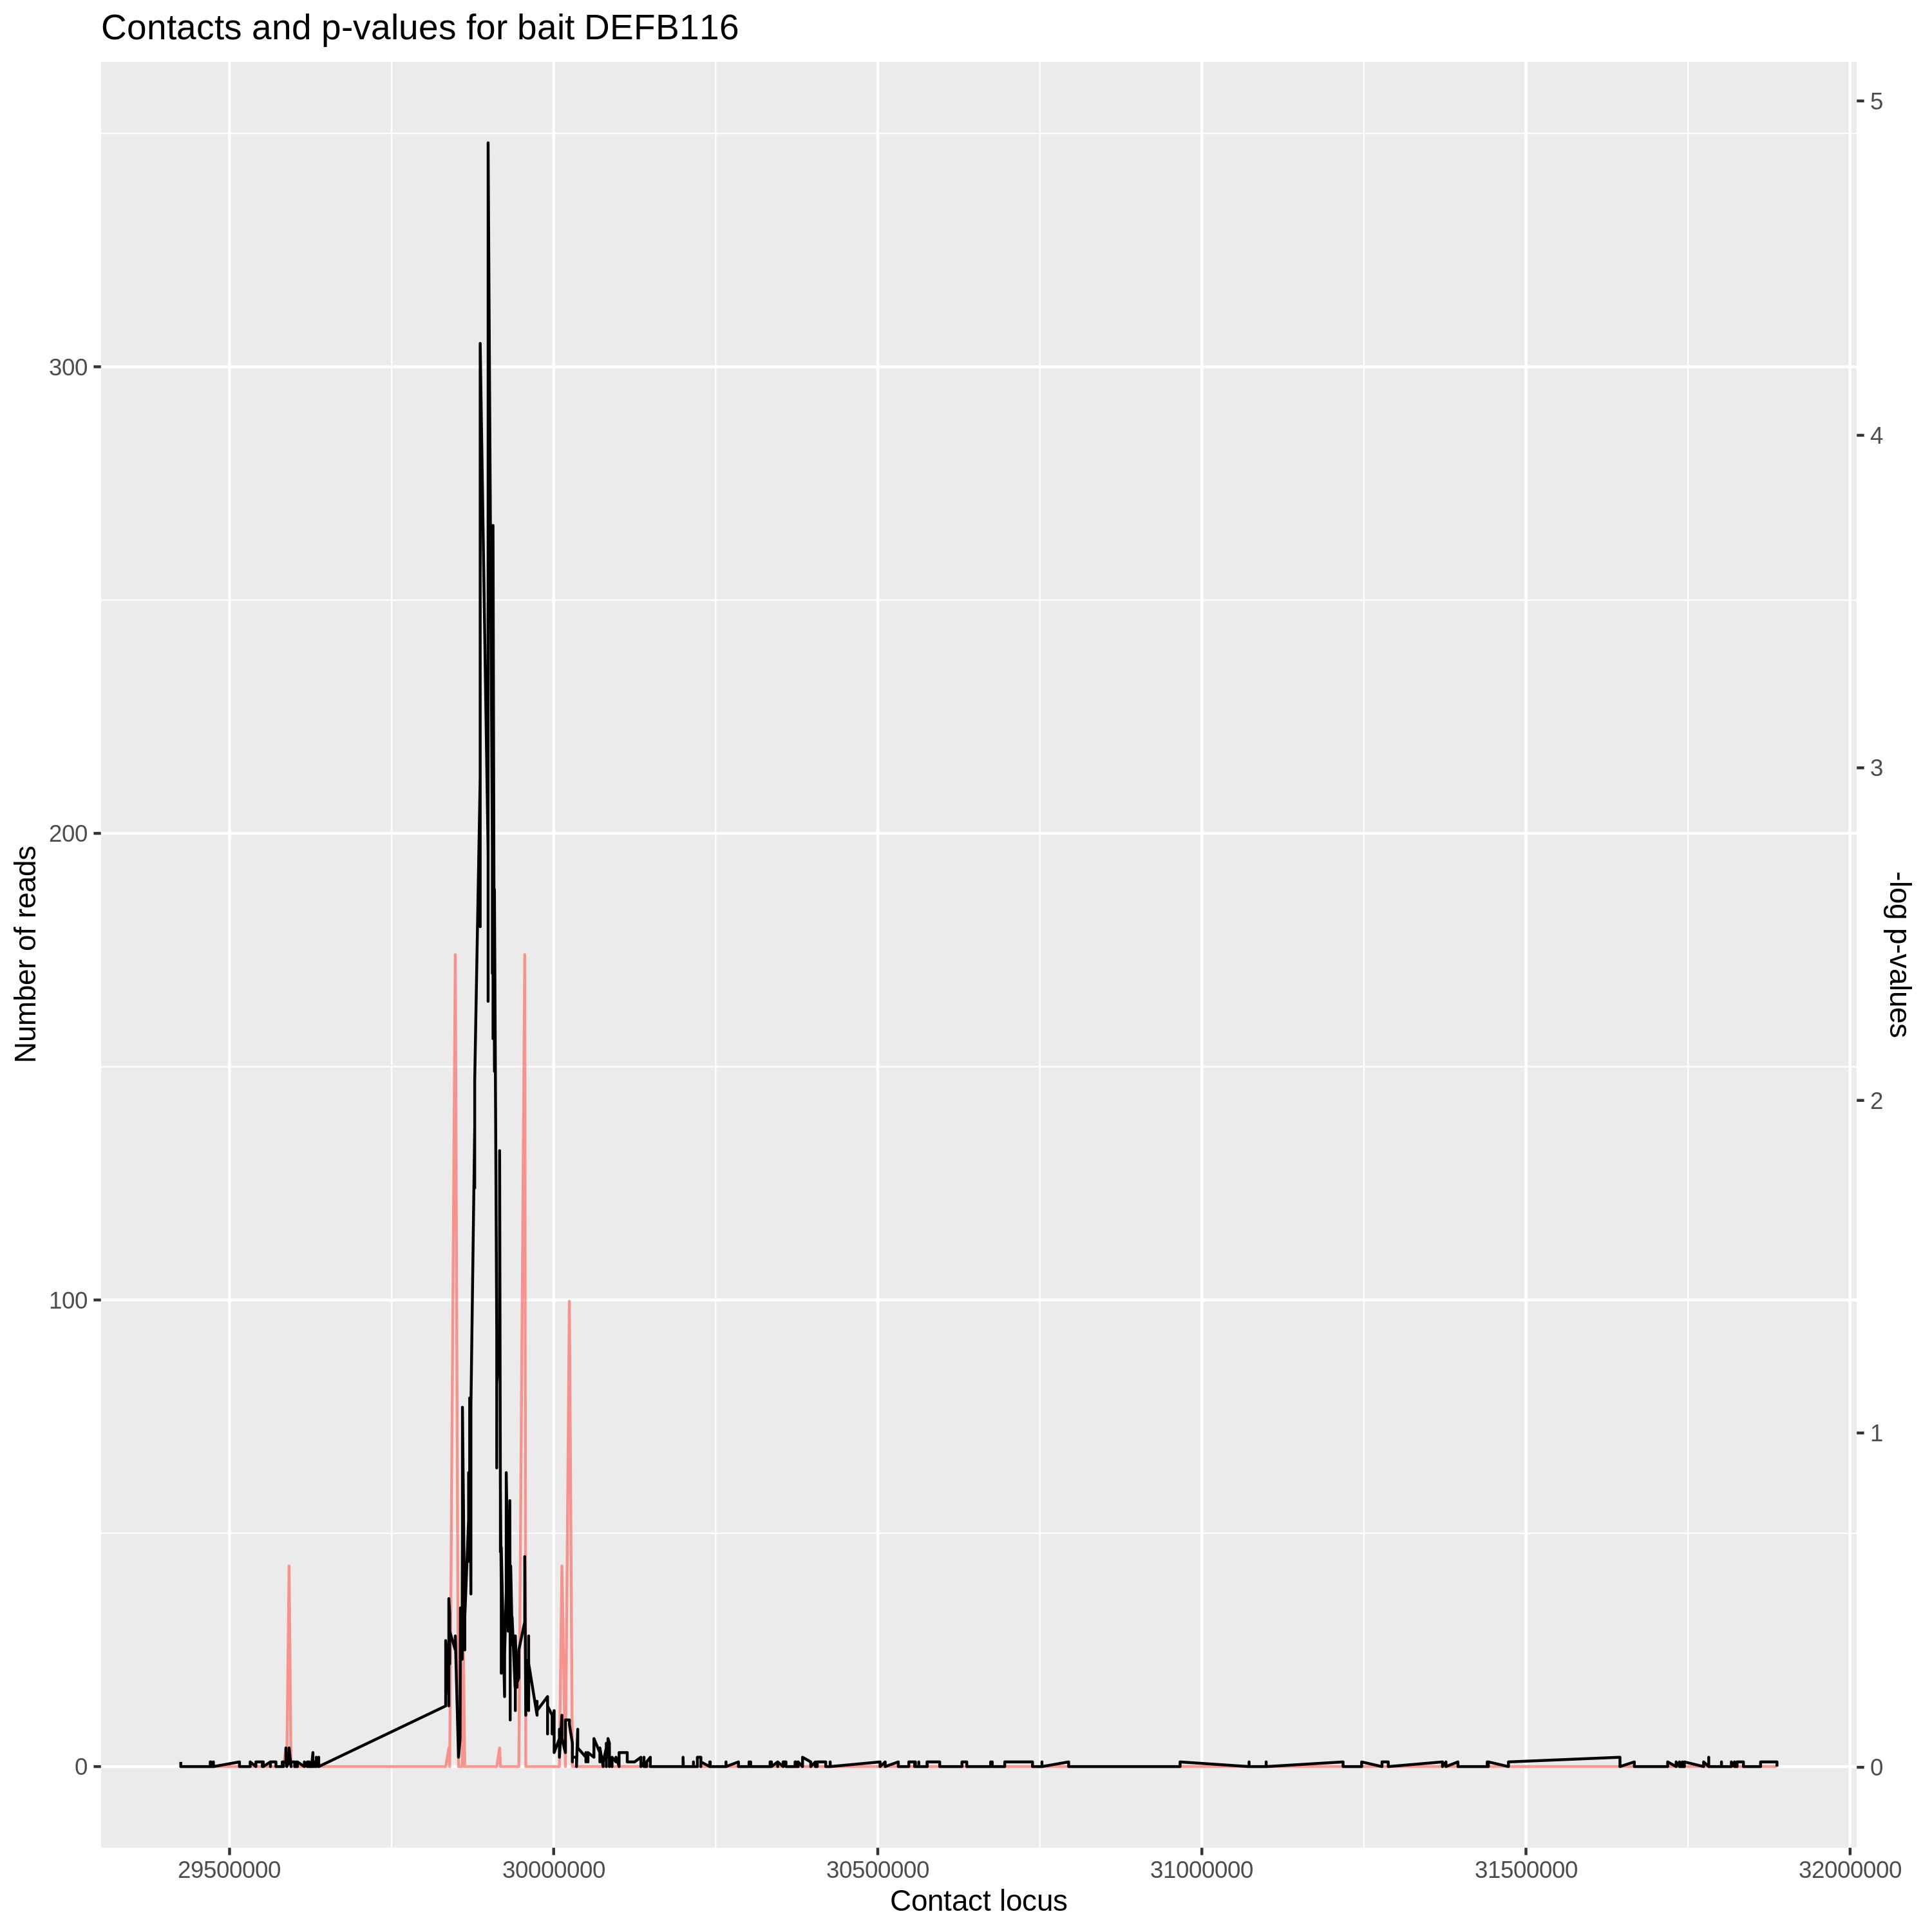 Contacts and p-values for bait DEFB116
Number of reads
300
200
100
0
5
4
3
2
1
0
-log p-values
29500000 30000000 30500000 31000000 31500000 32000000
Contact locus